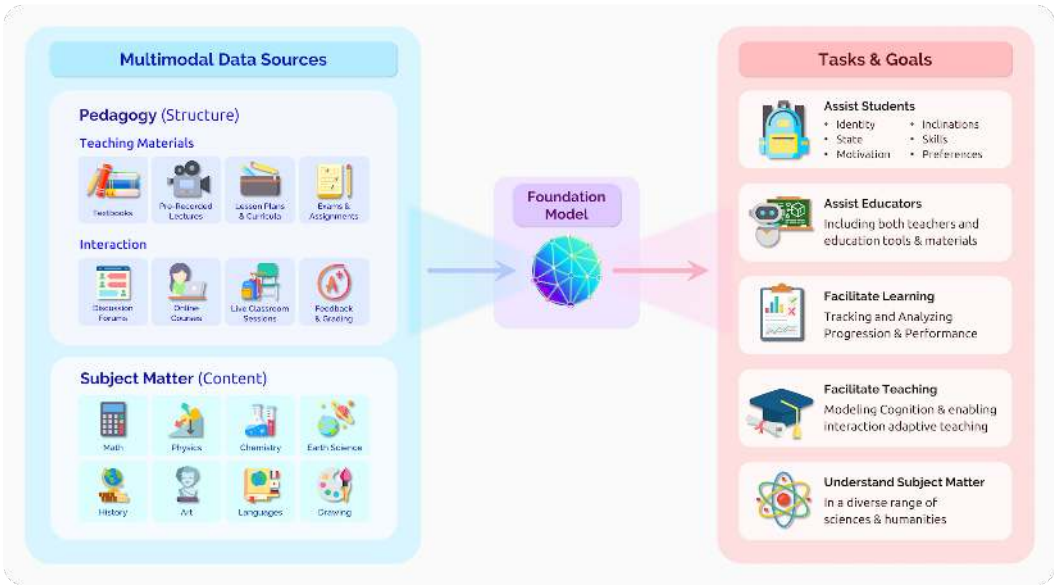 Multimodal Data Sources
Pedagogy (Structure)
Teaching Materials
Textbooks
Pre-Recorded
Lectures
Lesson Plans
& Curricula
Exams &
Assignments
Interaction
Discussion
Forums
Online
Courses
Live Classroom
Sessions
Feedback
& Grading
A+
Subject Matter (Content)
Math
Physics
Chemistry
Earth Science
History
Art
Languages
Drawing
Foundation
Model
Tasks & Goals
Assist Students
• Identity
• State
• Motivation
• Inclinations
• Skills
• Preferences
Assist Educators
Including both teachers and
education tools & materials
Facilitate Learning
Tracking and Analyzing
Progression & Performance
Facilitate Teaching
Modeling Cognition & enabling
interaction adaptive teaching
Understand Subject Matter
In a diverse range of
sciences & humanities